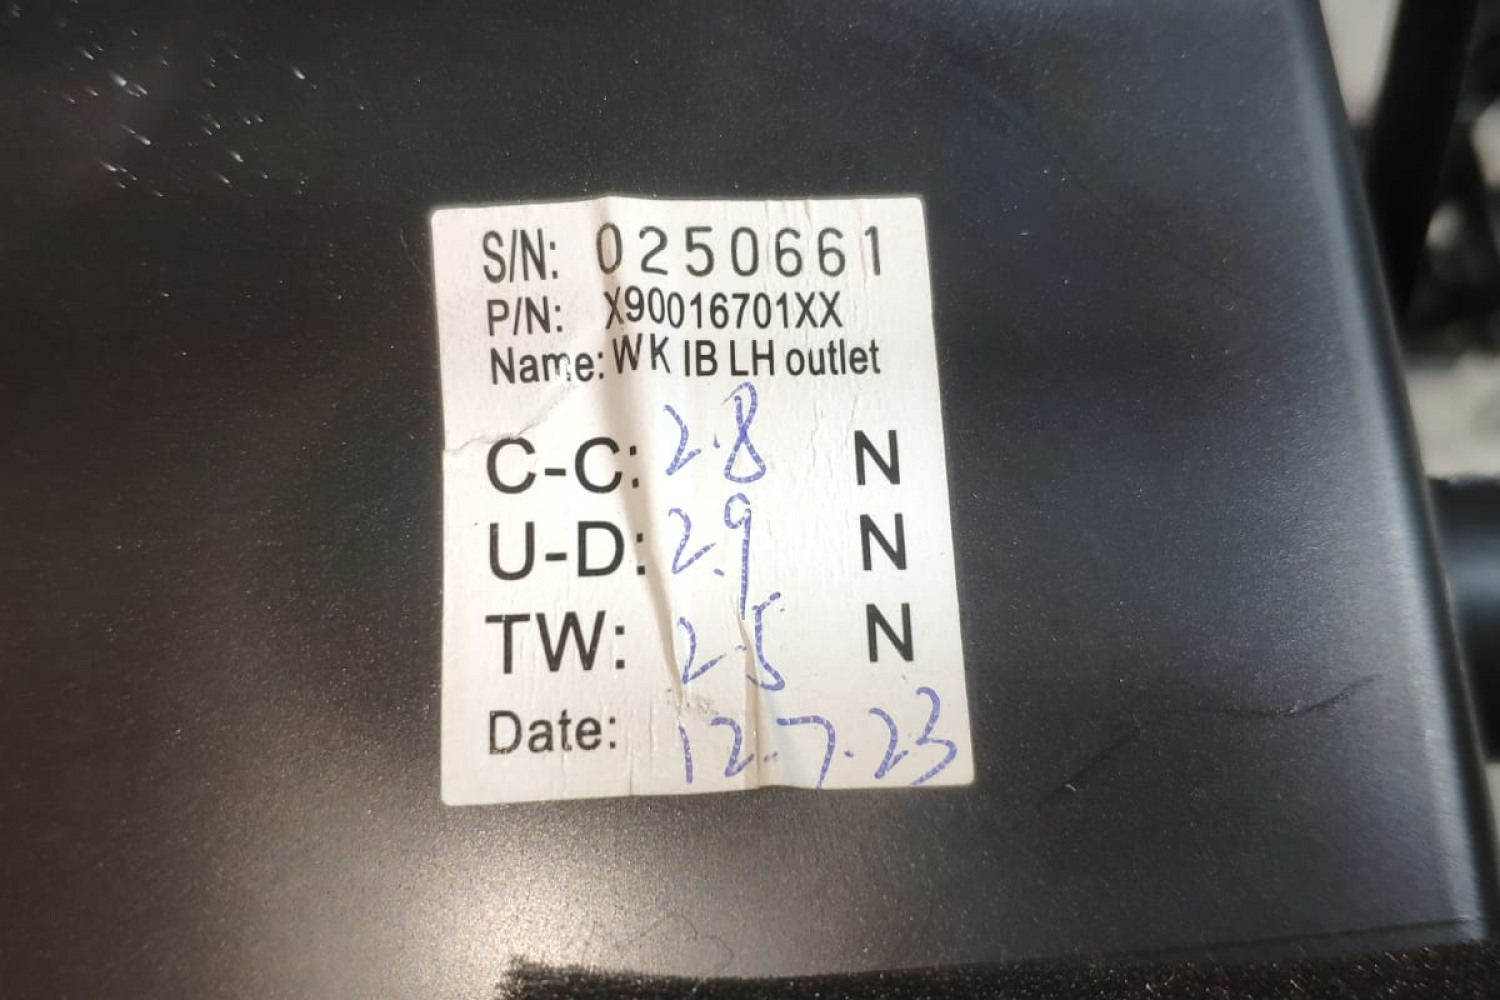 S/N: 0250661
P/N: X90016701XX
Name: WK IB LH outlet
C-C: 2.8 N
U-D: 2.9 N
TW: 2.5 N
Date: 12.7.23